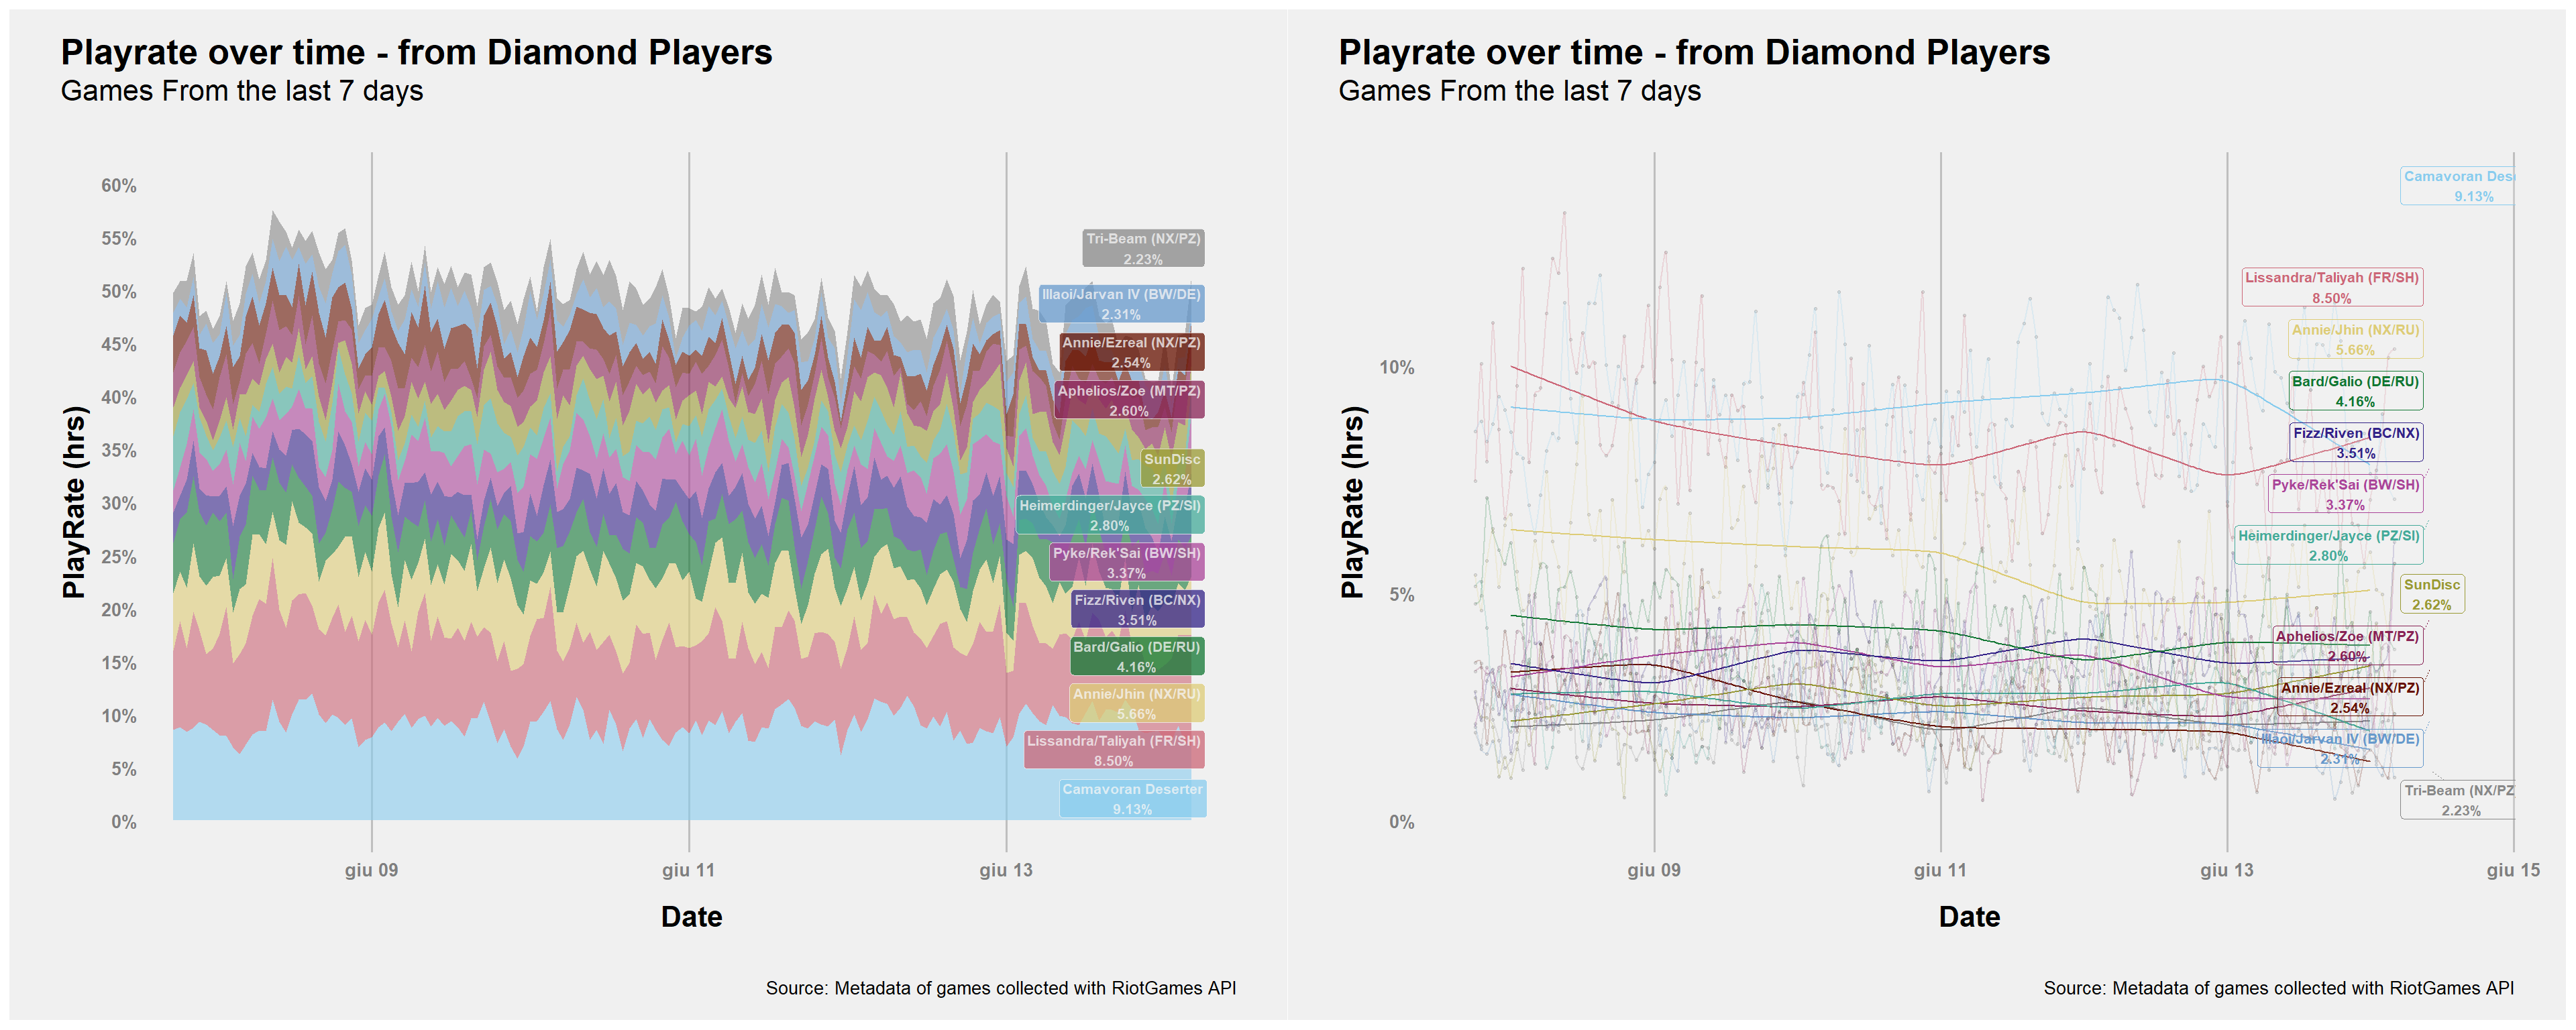 Playrate over time - from Diamond Players
Games From the last 7 days
PlayRate (hrs)
60%
55%
50%
45%
40%
35%
30%
25%
20%
15%
10%
5%
0%
Tri-Beam (NX/PZ)
2.23%
Illaoi/Jarvan IV (BW/DE)
2.31%
Annie/Ezreal (NX/PZ)
2.54%
Aphelios/Zoe (MT/PZ)
2.60%
SunDisc
2.62%
Heimerdinger/Jayce (PZ/SI)
2.80%
Pyke/Rek'Sai (BW/SH)
3.37%
Fizz/Riven (BC/NX)
3.51%
Bard/Galio (DE/RU)
4.16%
Annie/Jhin (NX/RU)
5.66%
Lissandra/Taliyah (FR/SH)
8.50%
Camavoran Deserter
9.13%
giu 09
giu 11
giu 13
Date
Source: Metadata of games collected with RiotGames API
Playrate over time - from Diamond Players
Games From the last 7 days
PlayRate (hrs)
10%
5%
0%
Camavoran Des
9.13%
Lissandra/Taliyah (FR/SH)
8.50%
Annie/Jhin (NX/RU)
5.66%
Bard/Galio (DE/RU)
4.16%
Fizz/Riven (BC/NX)
3.51%
Pyke/Rek'Sai (BW/SH)
3.37%
Heimerdinger/Jayce (PZ/SI)
2.80%
SunDisc
2.62%
Aphelios/Zoe (MT/PZ)
2.60%
Annie/Ezreal (NX/PZ)
2.54%
Illaoi/Jarvan IV (BW/DE)
2.31%
Tri-Beam (NX/PZ
2.23%
giu 09
giu 11
giu 13
giu 15
Date
Source: Metadata of games collected with RiotGames API